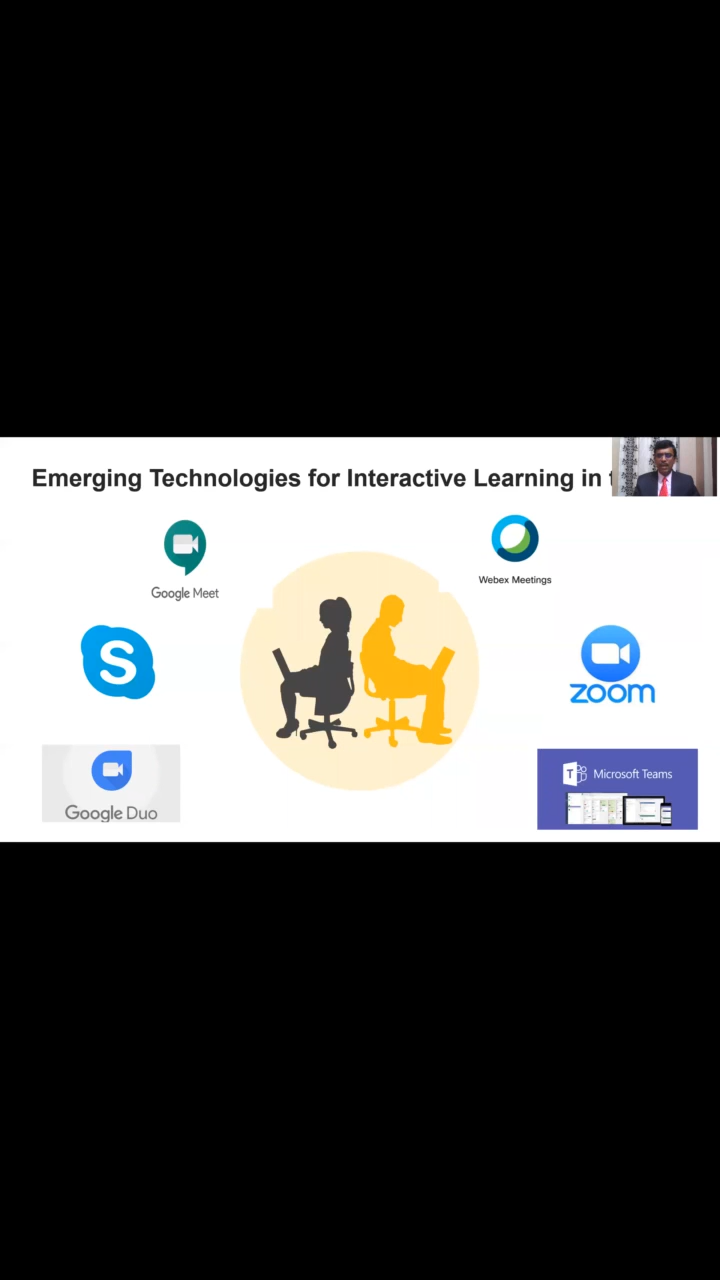 Emerging Technologies for Interactive Learning in
Google Meet
Webex Meetings
S
zoom
T
Microsoft Teams
Google Duo